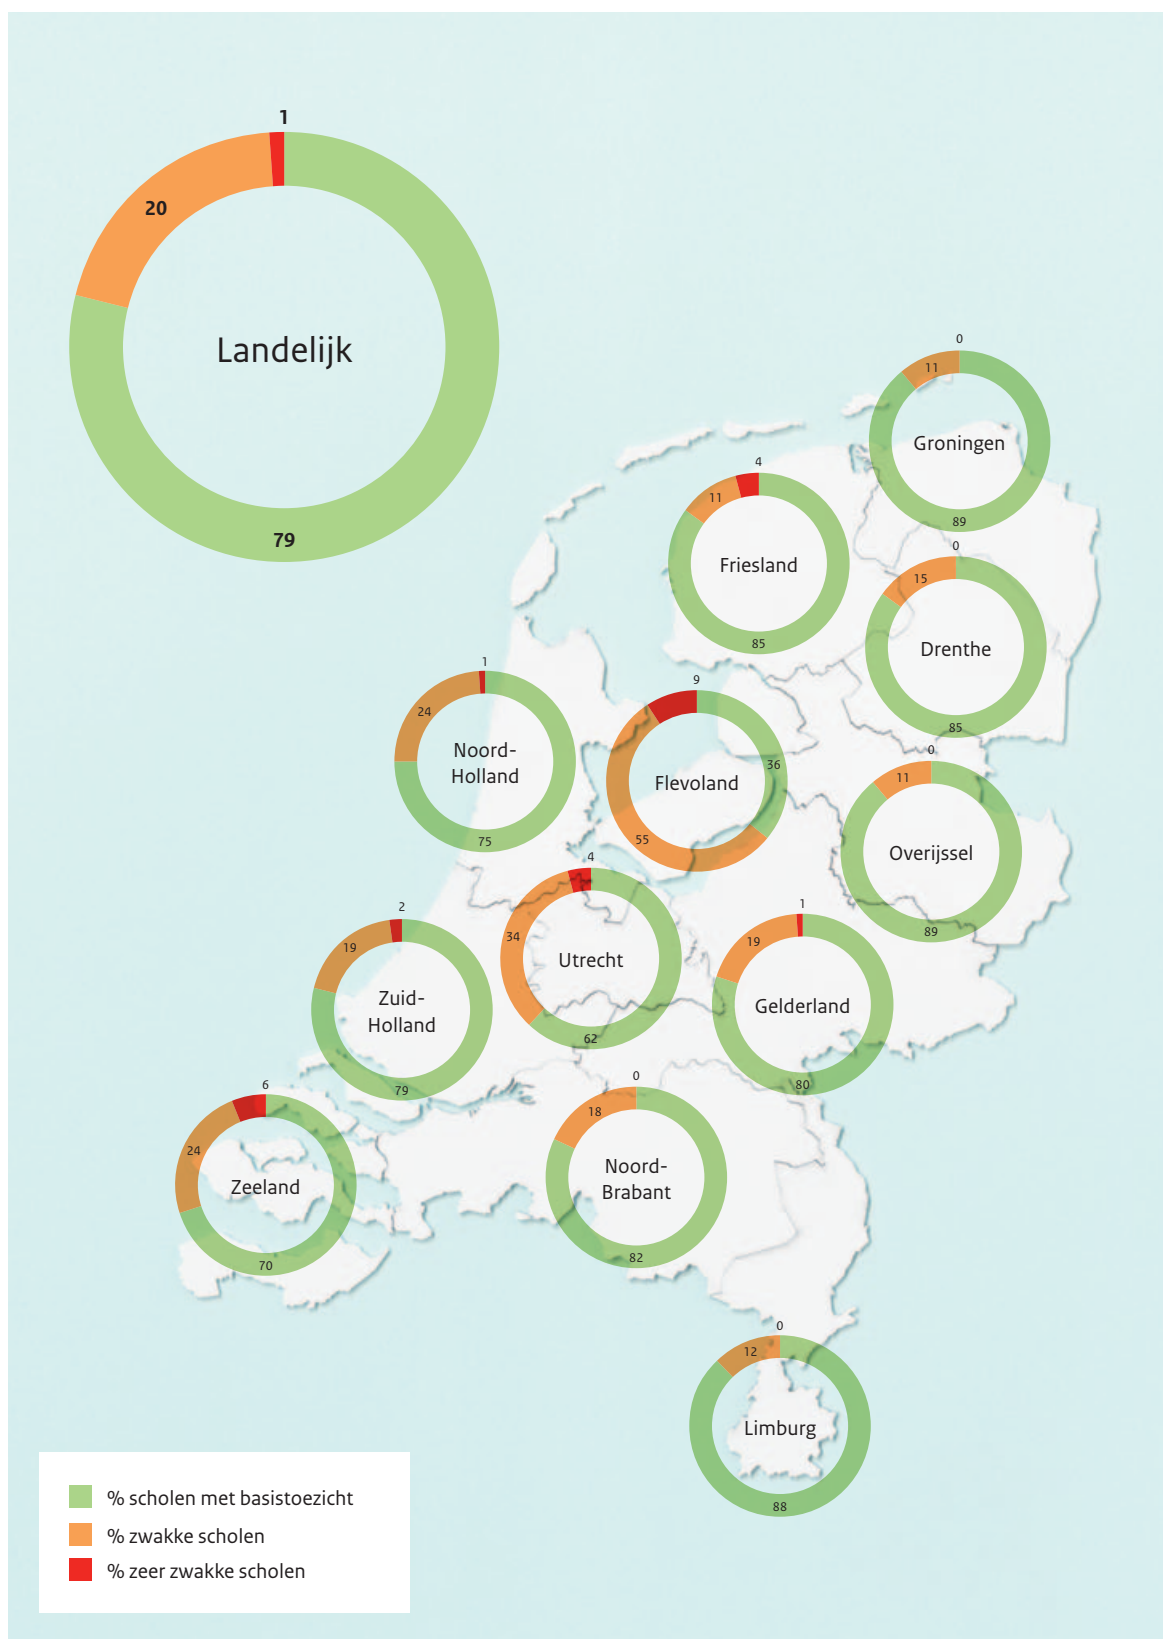 1
20
Landelijk
79
0
11
Groningen
89
4
11
Friesland
85
0
15
Drenthe
85
1
24
Noord-
Holland
75
9
36
Flevoland
55
0
11
Overijssel
89
4
34
Utrecht
62
2
19
Zuid-
Holland
79
1
19
Gelderland
80
6
24
Zeeland
70
0
18
Noord-
Brabant
82
0
12
Limburg
88
% scholen met basistoezicht
% zwakke scholen
% zeer zwakke scholen